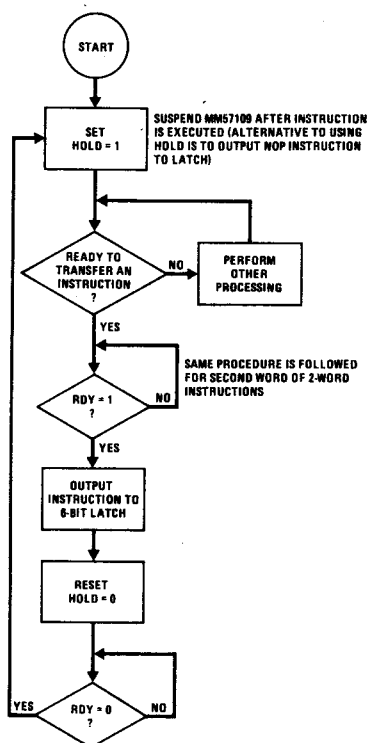 START
SET
HOLD = 1
SUSPEND MM57109 AFTER INSTRUCTION
IS EXECUTED (ALTERNATIVE TO USING
HOLD IS TO OUTPUT NOP INSTRUCTION
TO LATCH)
READY TO
TRANSFER AN
INSTRUCTION
?
NO
PERFORM
OTHER
PROCESSING
YES
SAME PROCEDURE IS FOLLOWED
FOR SECOND WORD OF 2-WORD
INSTRUCTIONS
RDY = 1
?
NO
YES
OUTPUT
INSTRUCTION TO
6-BIT LATCH
RESET
HOLD = 0
YES
RDY = 0
?
NO